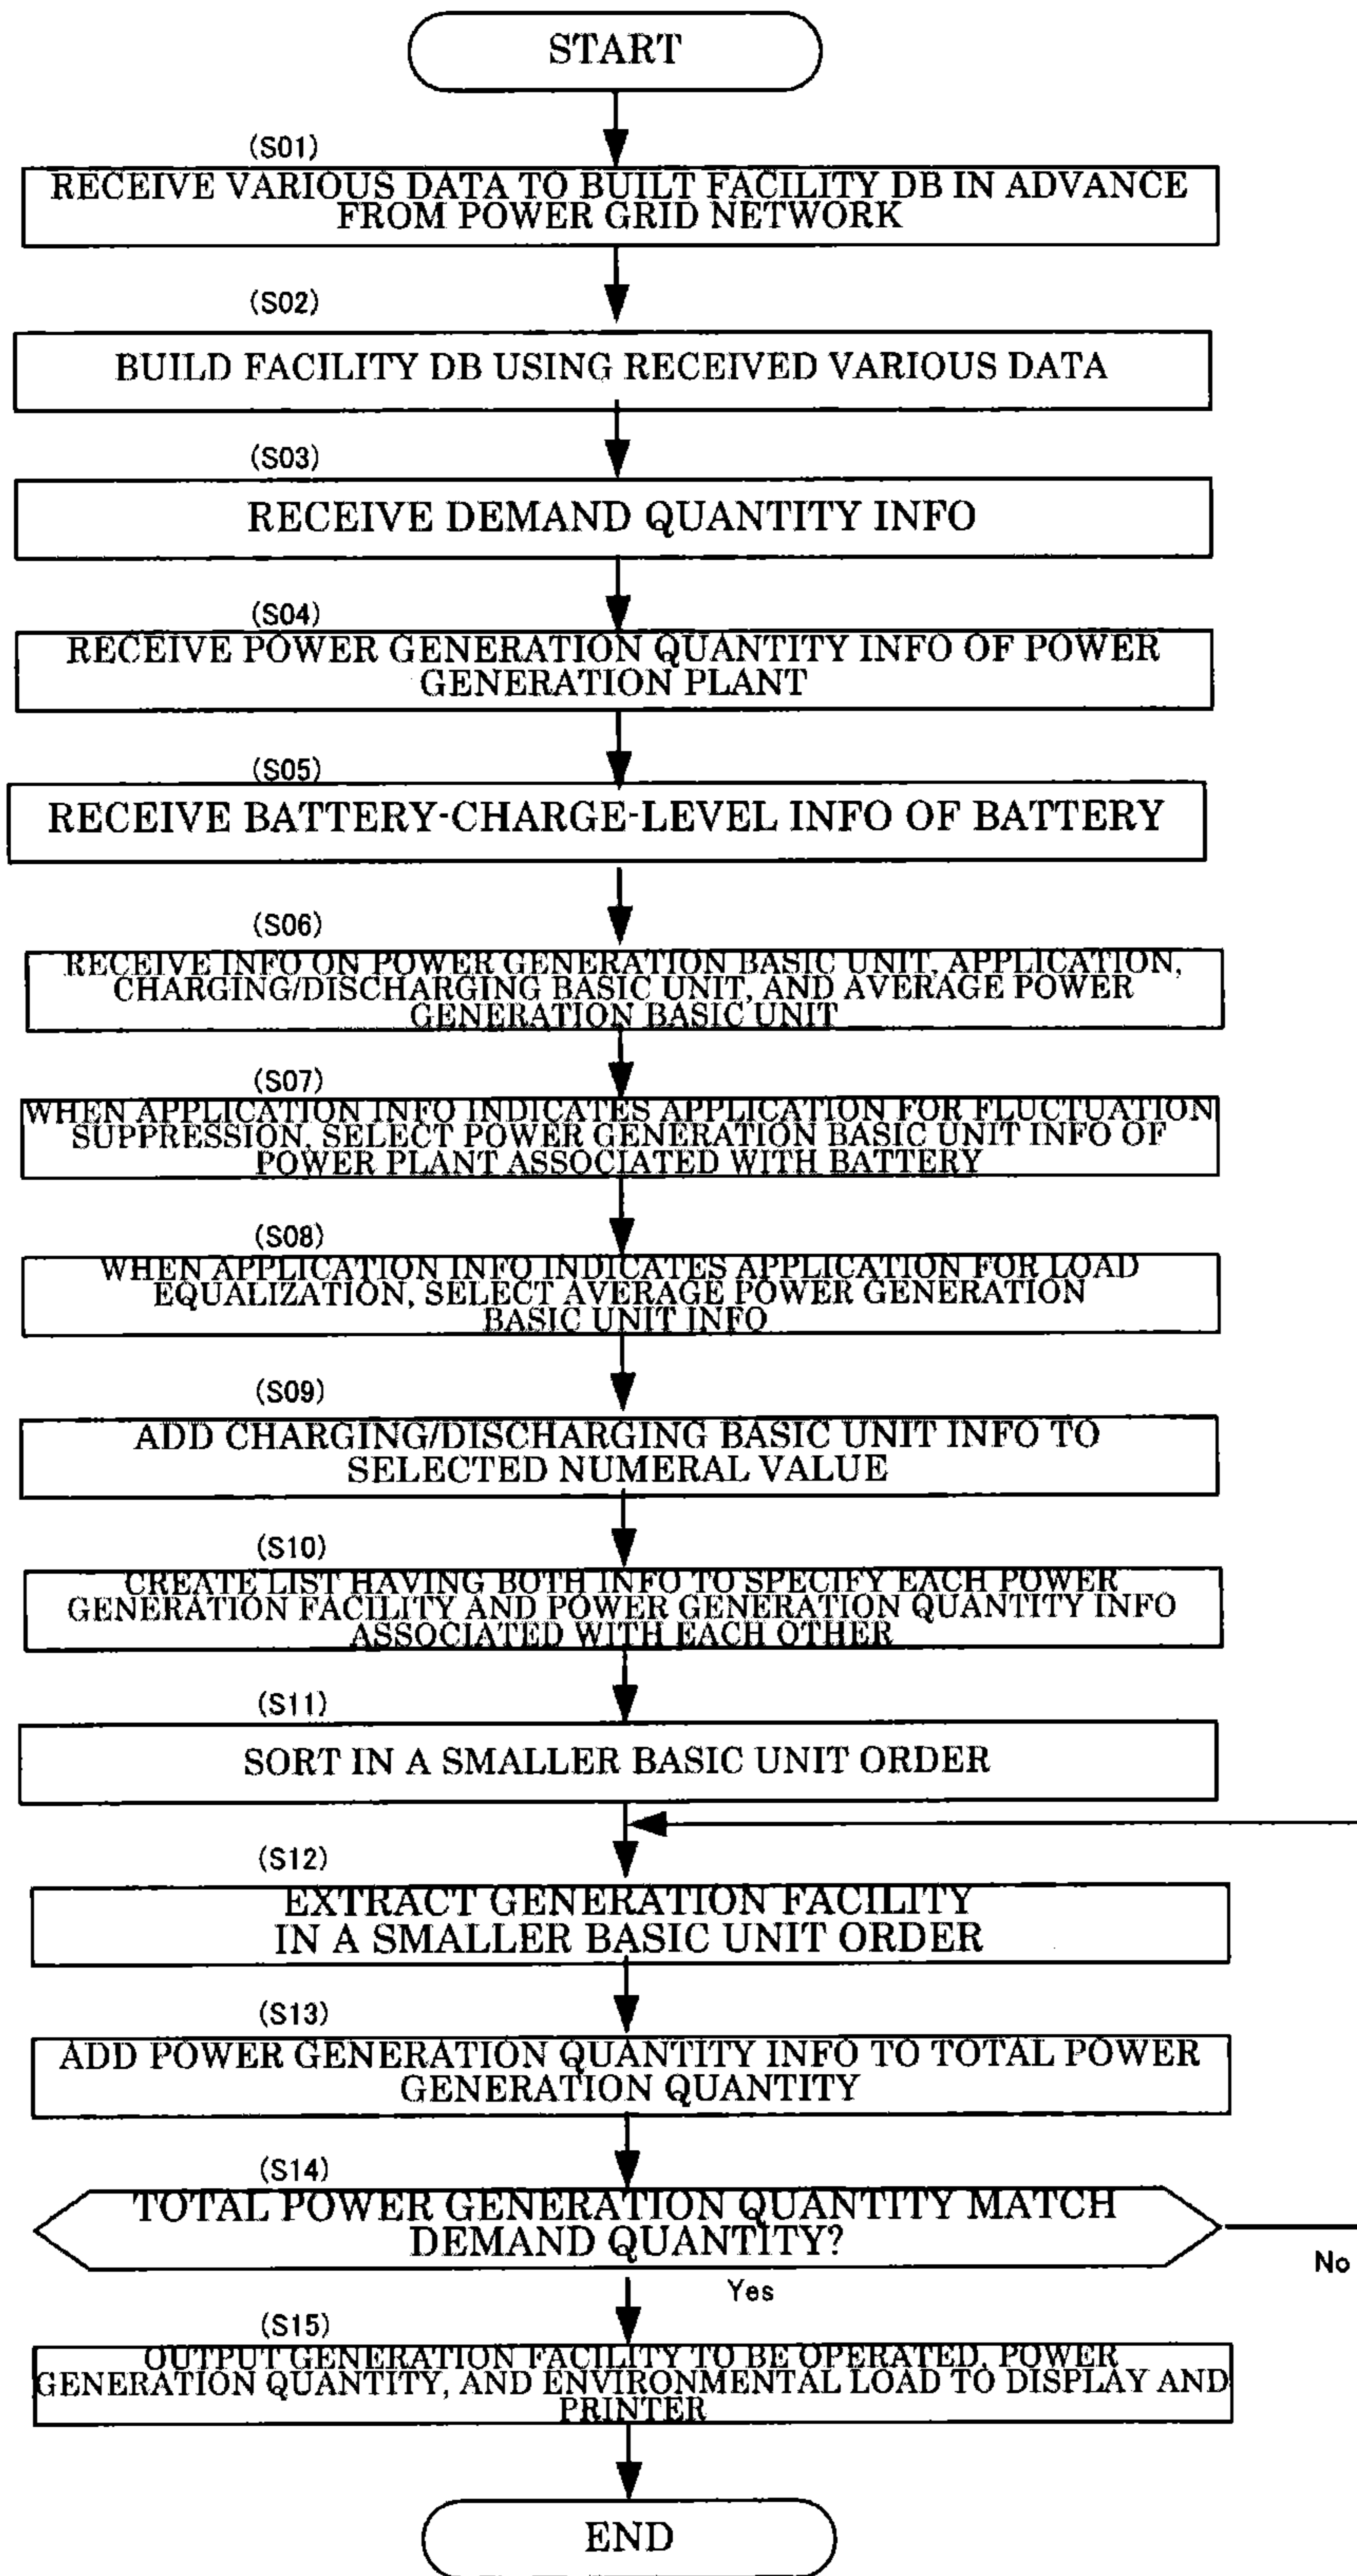 START
(S01)
RECEIVE VARIOUS DATA TO BUILT FACILITY DB IN ADVANCE
FROM POWER GRID NETWORK
(S02)
BUILD FACILITY DB USING RECEIVED VARIOUS DATA
(S03)
RECEIVE DEMAND QUANTITY INFO
(S04)
RECEIVE POWER GENERATION QUANTITY INFO OF POWER
GENERATION PLANT
(S05)
RECEIVE BATTERY-CHARGE-LEVEL INFO OF BATTERY
(S06)
RECEIVE INFO ON POWER GENERATION BASIC UNIT, APPLICATION,
CHARGING/DISCHARGING BASIC UNIT, AND AVERAGE POWER
GENERATION BASIC UNIT
(S07)
WHEN APPLICATION INFO INDICATES APPLICATION FOR FLUCTUATION
SUPPRESSION, SELECT POWER GENERATION BASIC UNIT INFO OF
POWER PLANT ASSOCIATED WITH BATTERY
(S08)
WHEN APPLICATION INFO INDICATES APPLICATION FOR LOAD
EQUALIZATION, SELECT AVERAGE POWER GENERATION
BASIC UNIT INFO
(S09)
ADD CHARGING/DISCHARGING BASIC UNIT INFO TO
SELECTED NUMERAL VALUE
(S10)
CREATE LIST HAVING BOTH INFO TO SPECIFY EACH POWER
GENERATION FACILITY AND POWER GENERATION QUANTITY INFO
ASSOCIATED WITH EACH OTHER
(S11)
SORT IN A SMALLER BASIC UNIT ORDER
(S12)
EXTRACT GENERATION FACILITY
IN A SMALLER BASIC UNIT ORDER
(S13)
ADD POWER GENERATION QUANTITY INFO TO TOTAL POWER
GENERATION QUANTITY
(S14)
TOTAL POWER GENERATION QUANTITY MATCH
DEMAND QUANTITY?
No
Yes
(S15)
OUTPUT GENERATION FACILITY TO BE OPERATED, POWER
GENERATION QUANTITY, AND ENVIRONMENTAL LOAD TO DISPLAY AND
PRINTER
END